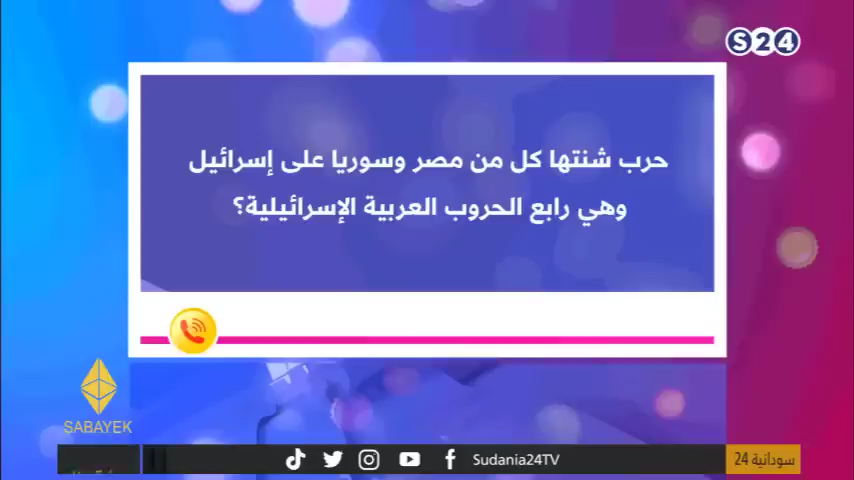 S24
حرب شنتها كل من مصر وسوريا على إسرائيل
وهي رابع الحروب العربية الإسرائيلية؟
SABAYEK
Sudania24TV
سودانية 24